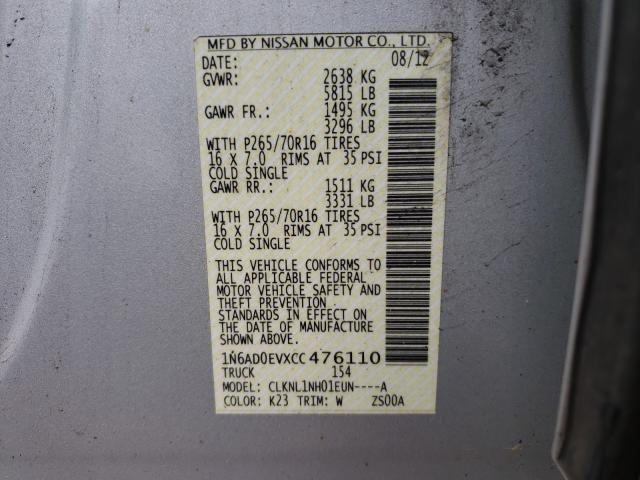 MFD BY NISSAN MOTOR CO., LTD.
DATE: 08/12
GVWR: 2638 KG
5815 LB
GAWR FR.: 1495 KG
3296 LB
WITH P265/70R16 TIRES
16 X 7.0 RIMS AT 35 PSI
COLD SINGLE
GAWR RR.: 1511 KG
3331 LB
WITH P265/70R16 TIRES
16 X 7.0 RIMS AT 35 PSI
COLD SINGLE
THIS VEHICLE CONFORMS TO
ALL APPLICABLE FEDERAL
MOTOR VEHICLE SAFETY AND
THEFT PREVENTION
STANDARDS IN EFFECT ON
THE DATE OF MANUFACTURE
SHOWN ABOVE.
1N6AD0EVXCC476110
TRUCK 154
MODEL: CLKNL1NH01EUN----A
COLOR: K23 TRIM: W ZS00A